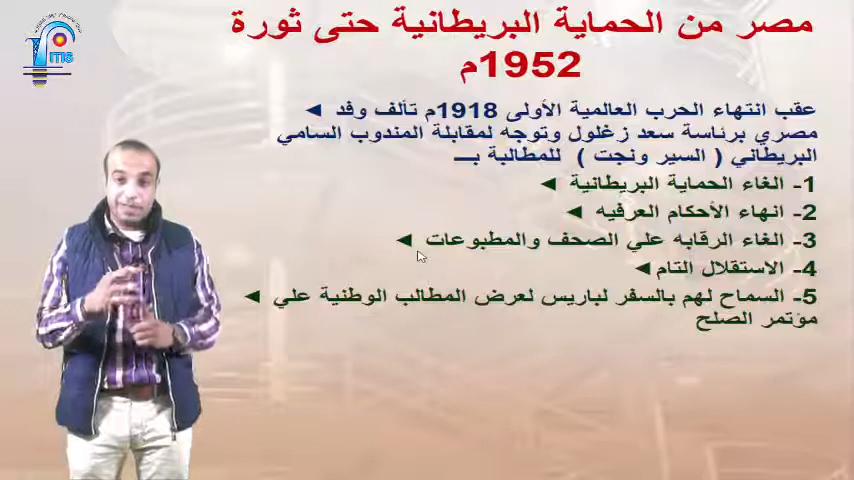 مصر من الحماية البريطانية حتى ثورة
1952م
عقب انتهاء الحرب العالمية الأولى 1918م تألف وفد
مصري برئاسة سعد زغلول وتوجه لمقابلة المندوب السامي
البريطاني ( السير ونجت ) للمطالبة بـــ
1- الغاء الحماية البريطانية
2- انهاء الأحكام العرفيه
3- الغاء الرقابه علي الصحف والمطبوعات
4- الاستقلال التام
5- السماح لهم بالسفر لباريس لعرض المطالب الوطنية علي
مؤتمر الصلح